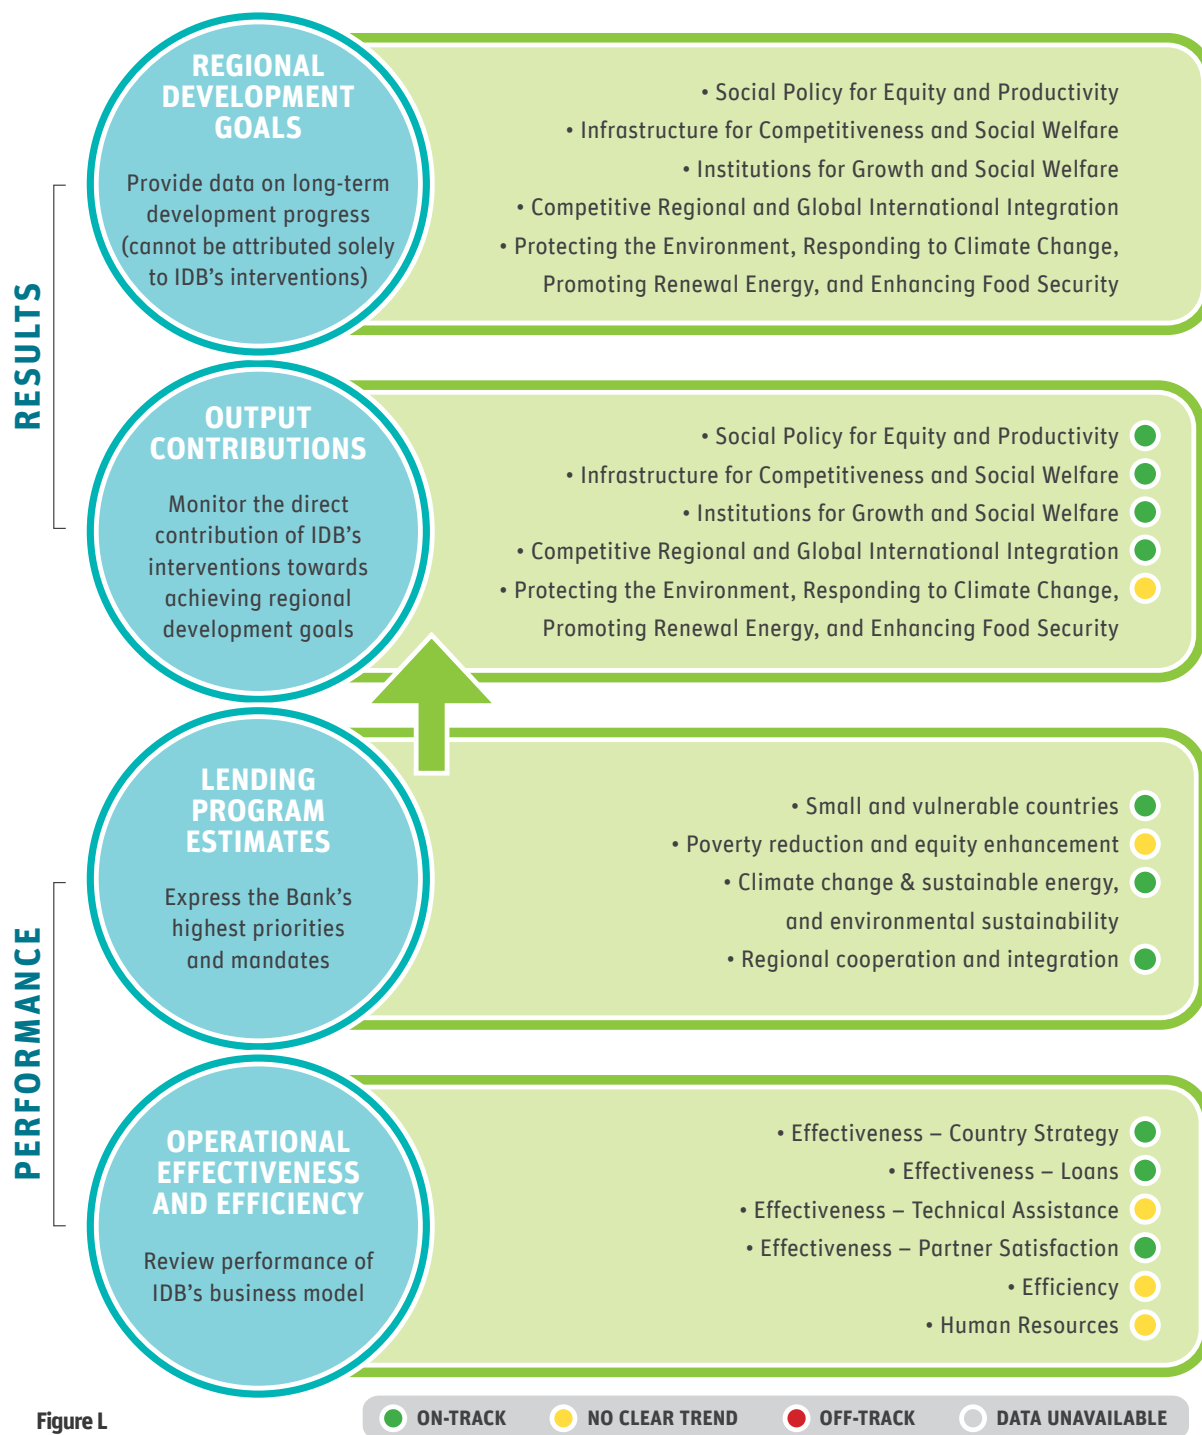 RESULTS
REGIONAL
DEVELOPMENT
GOALS
Provide data on long-term
development progress
(cannot be attributed solely
to IDB's interventions)
• Social Policy for Equity and Productivity
• Infrastructure for Competitiveness and Social Welfare
• Institutions for Growth and Social Welfare
• Competitive Regional and Global International Integration
• Protecting the Environment, Responding to Climate Change,
Promoting Renewal Energy, and Enhancing Food Security
OUTPUT
CONTRIBUTIONS
Monitor the direct
contribution of IDB's
interventions towards
achieving regional
development goals
• Social Policy for Equity and Productivity
• Infrastructure for Competitiveness and Social Welfare
• Institutions for Growth and Social Welfare
• Competitive Regional and Global International Integration
• Protecting the Environment, Responding to Climate Change,
Promoting Renewal Energy, and Enhancing Food Security
PERFORMANCE
LENDING
PROGRAM
ESTIMATES
Express the Bank's
highest priorities
and mandates
• Small and vulnerable countries
• Poverty reduction and equity enhancement
• Climate change & sustainable energy,
and environmental sustainability
• Regional cooperation and integration
OPERATIONAL
EFFECTIVENESS
AND EFFICIENCY
Review performance of
IDB's business model
• Effectiveness – Country Strategy
• Effectiveness – Loans
• Effectiveness – Technical Assistance
• Effectiveness – Partner Satisfaction
• Efficiency
• Human Resources
Figure L
ON-TRACK
NO CLEAR TREND
OFF-TRACK
DATA UNAVAILABLE